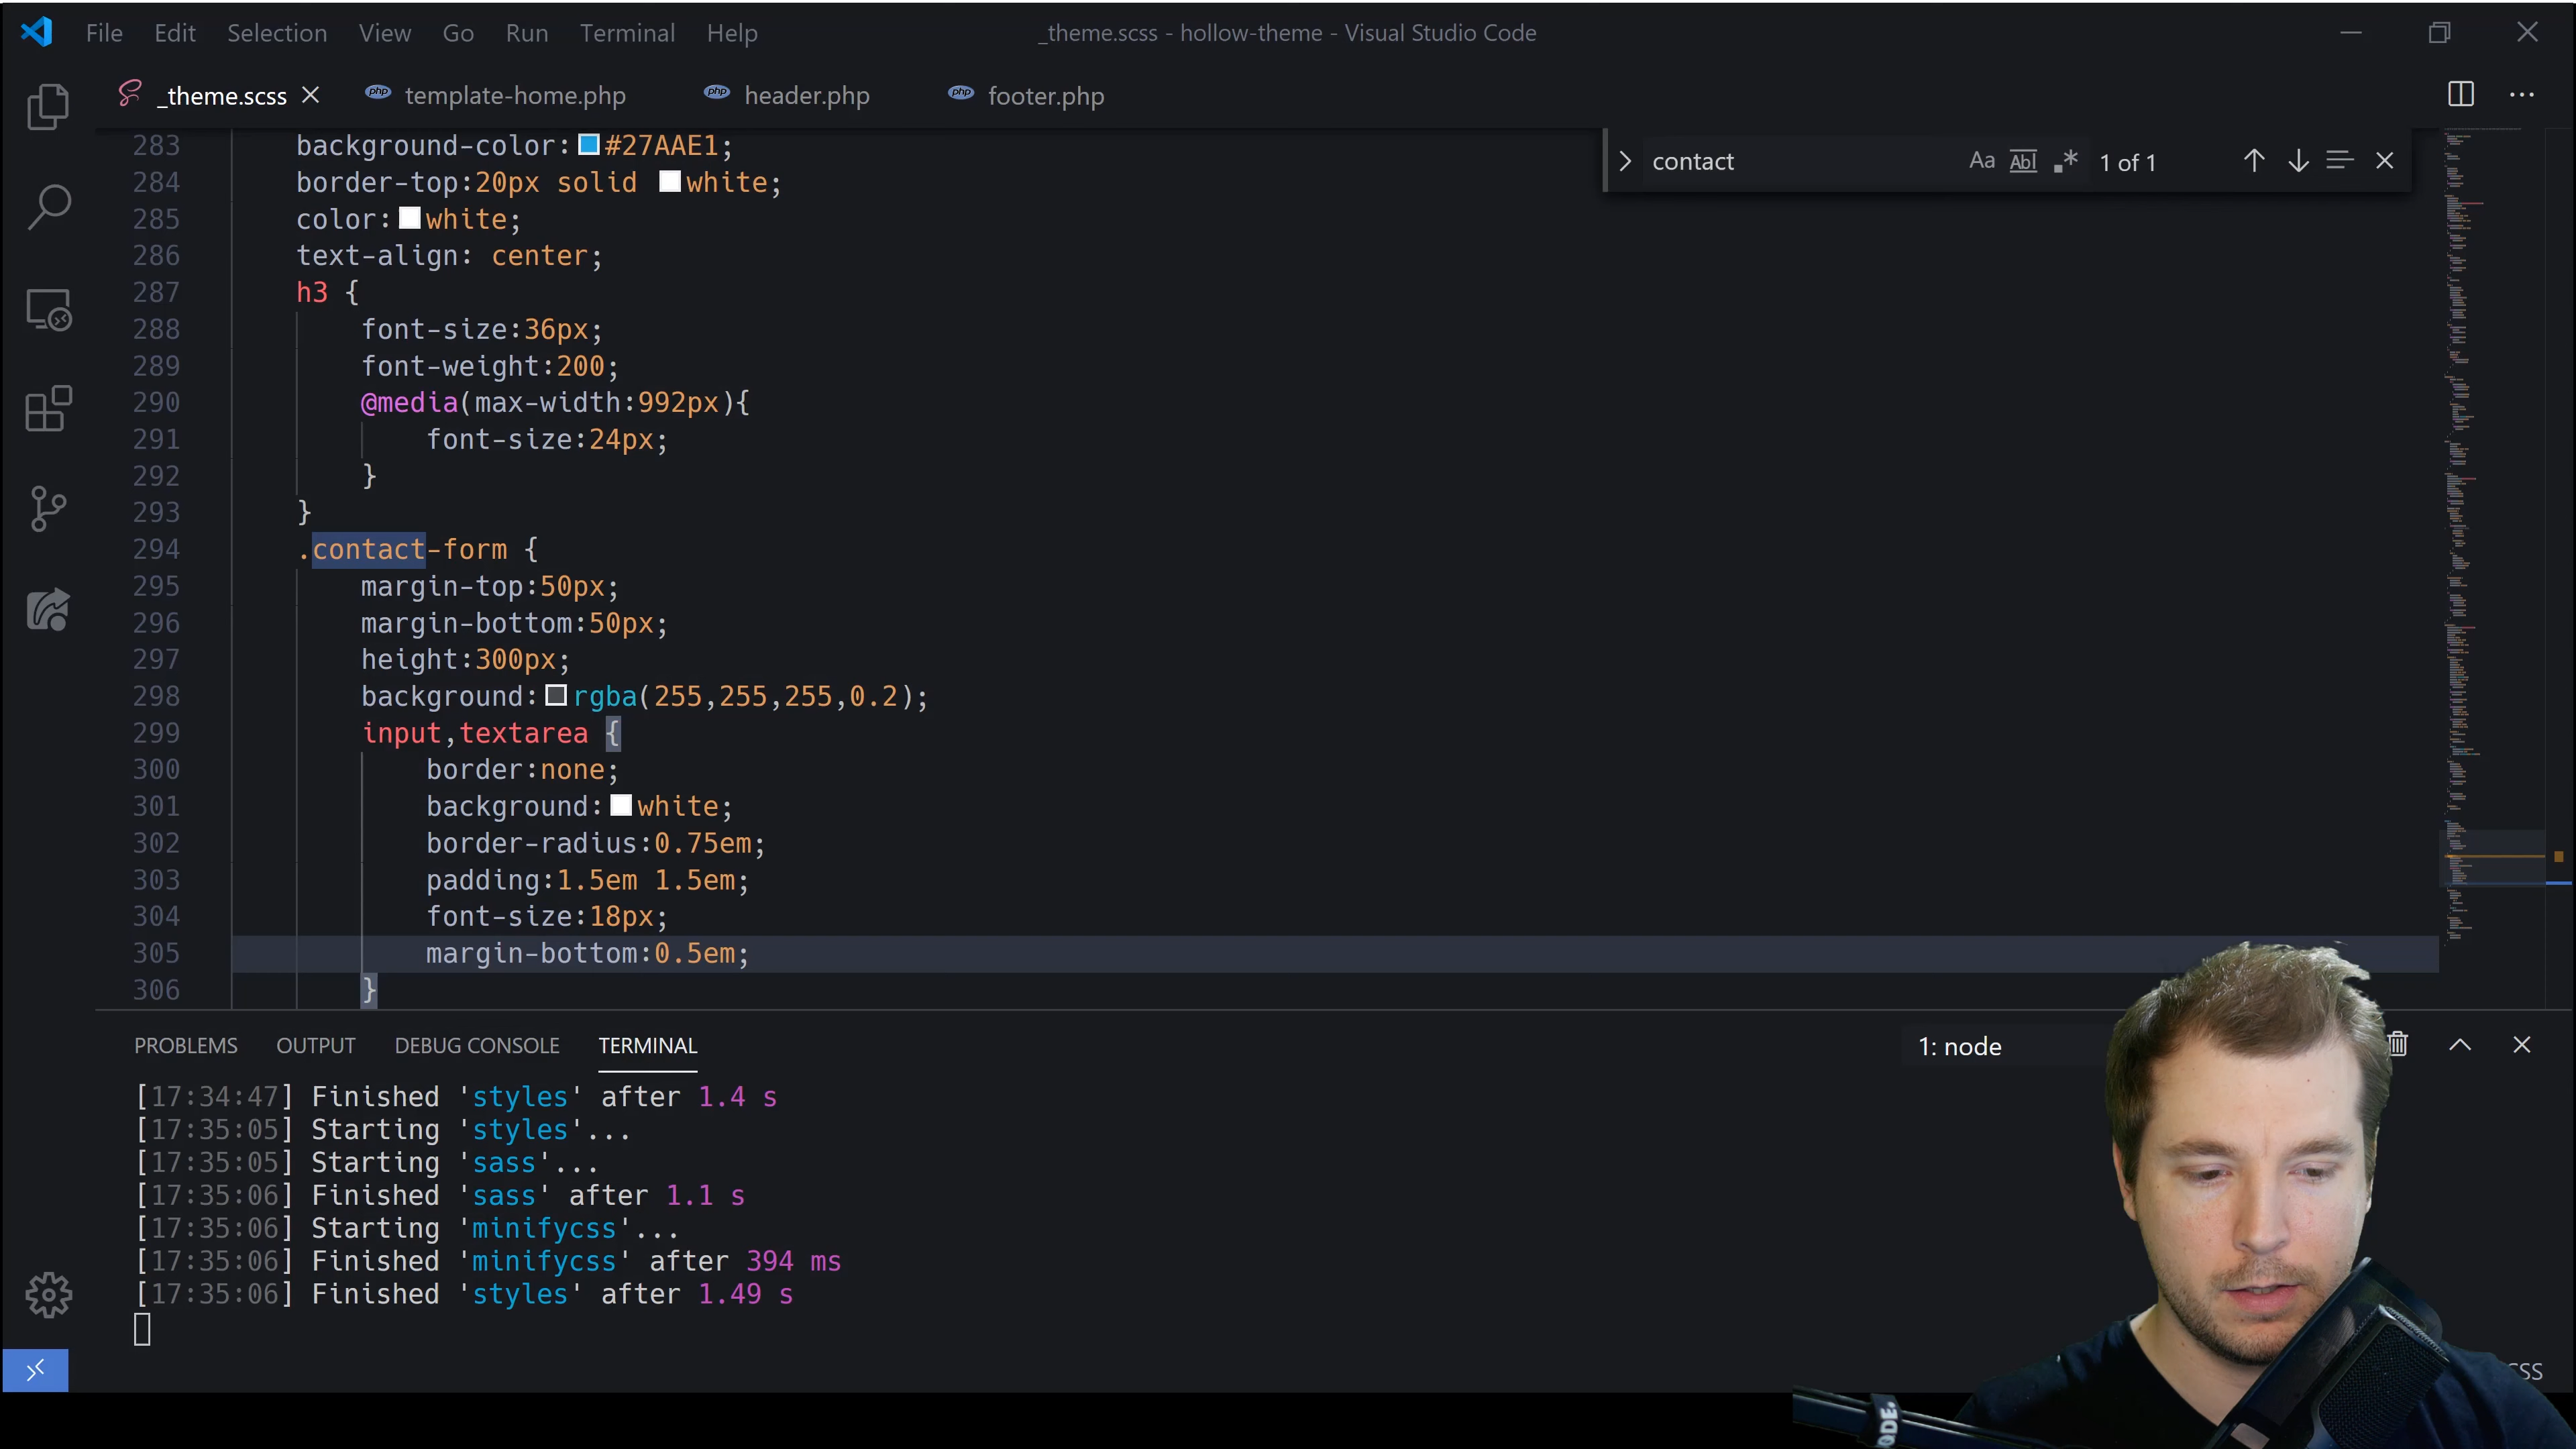 File Edit Selection View Go Run Terminal Help _theme.scss - hollow-theme - Visual Studio Code
_theme.scss template-home.php header.php footer.php
contact Aa Abl .* 1 of 1
283 background-color:#27AAE1;
284 border-top:20px solid white;
285 color:white;
286 text-align: center;
287 h3 {
288 font-size:36px;
289 font-weight:200;
290 @media(max-width:992px){
291 font-size:24px;
292 }
293 }
294 .contact-form {
295 margin-top:50px;
296 margin-bottom:50px;
297 height:300px;
298 background:rgba(255,255,255,0.2);
299 input,textarea {
300 border:none;
301 background:white;
302 border-radius:0.75em;
303 padding:1.5em 1.5em;
304 font-size:18px;
305 margin-bottom:0.5em;
306 }
PROBLEMS OUTPUT DEBUG CONSOLE TERMINAL 1: node
[17:34:47] Finished 'styles' after 1.4 s
[17:35:05] Starting 'styles'...
[17:35:05] Starting 'sass'...
[17:35:06] Finished 'sass' after 1.1 s
[17:35:06] Starting 'minifycss'...
[17:35:06] Finished 'minifycss' after 394 ms
[17:35:06] Finished 'styles' after 1.49 s